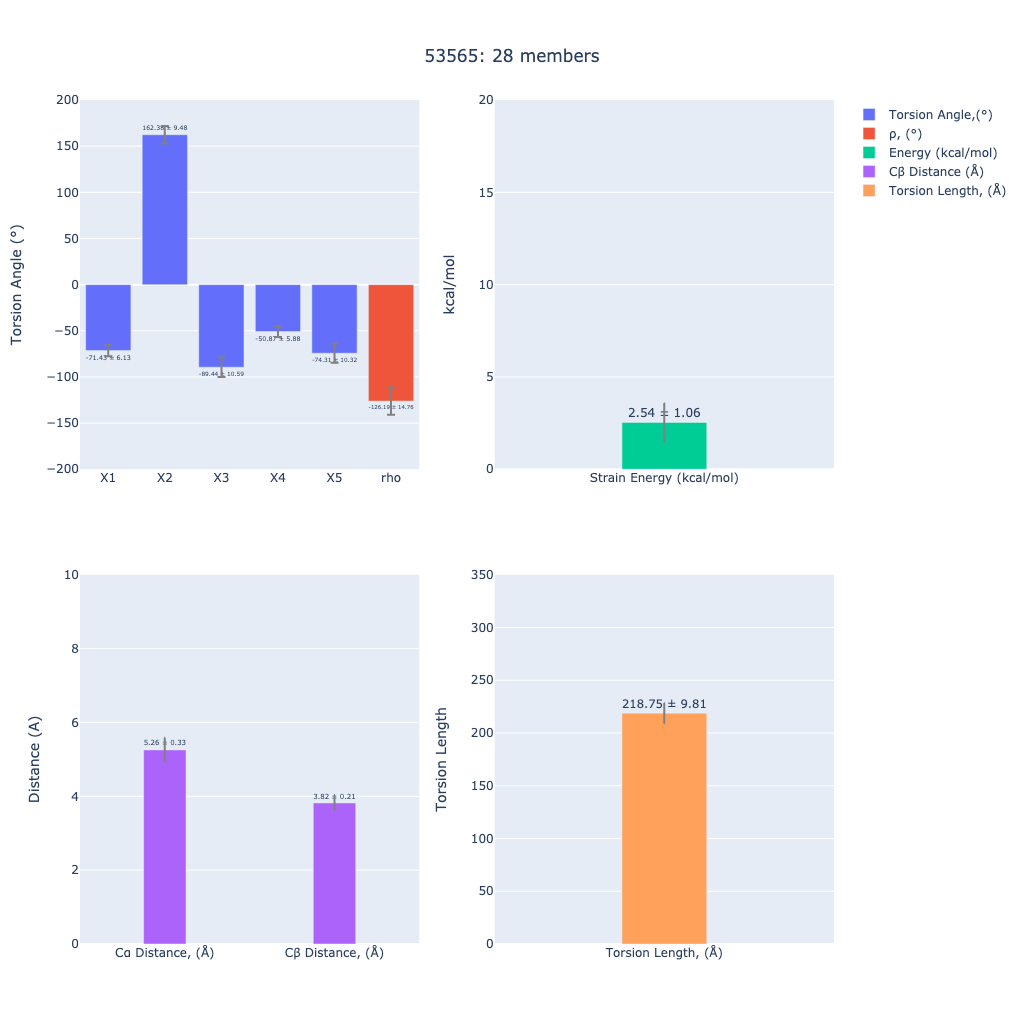 53565: 28 members
Torsion Angle (°)
200
150
100
50
0
−50
−100
−150
−200
162.38 ± 9.48
-71.43 ± 6.13
-89.44 ± 10.59
-50.87 ± 5.88
-74.31 ± 10.32
-126.19 ± 14.76
X1 X2 X3 X4 X5 rho
kcal/mol
20
15
10
5
0
2.54 ± 1.06
Strain Energy (kcal/mol)
Torsion Angle,(°)
ρ, (°)
Energy (kcal/mol)
Cβ Distance (Å)
Torsion Length, (Å)
Distance (A)
10
8
6
4
2
0
5.26 ± 0.33
3.82 ± 0.21
Cα Distance, (Å) Cβ Distance, (Å)
Torsion Length
350
300
250
200
150
100
50
0
218.75 ± 9.81
Torsion Length, (Å)